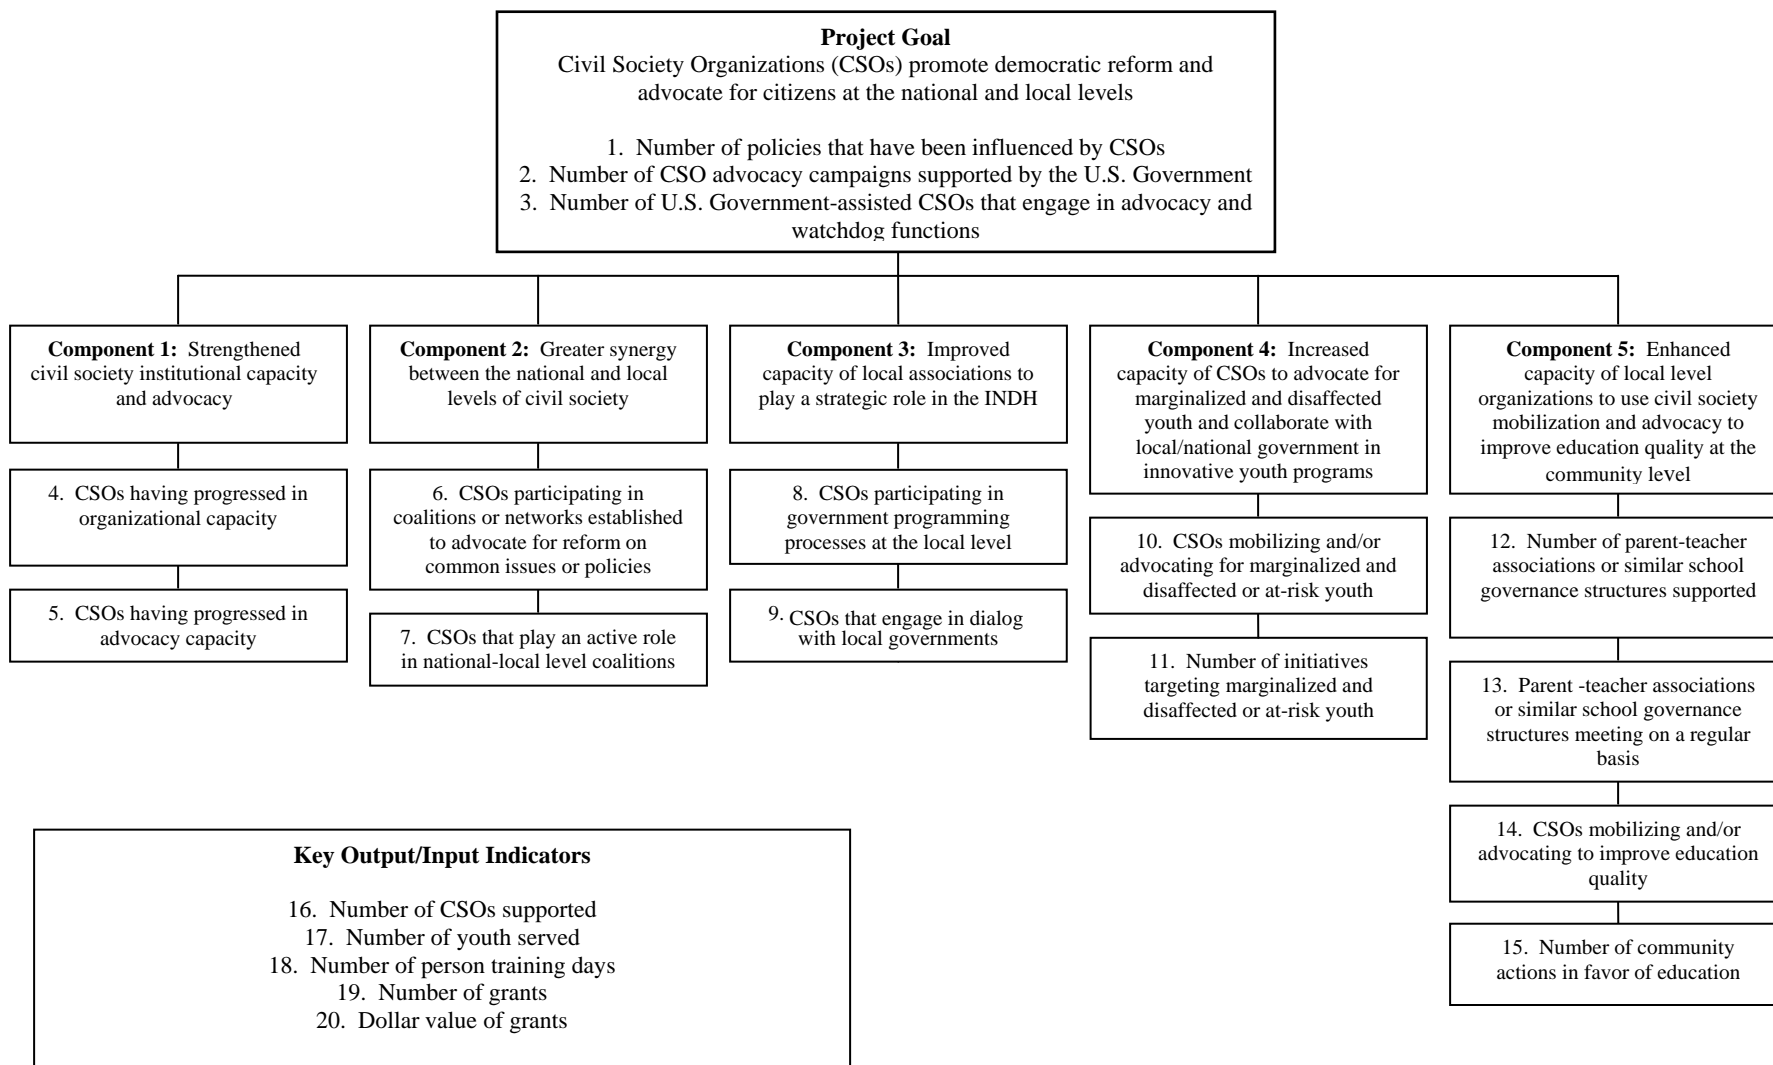 Project Goal
Civil Society Organizations (CSOs) promote democratic reform and
advocate for citizens at the national and local levels
1. Number of policies that have been influenced by CSOs
2. Number of CSO advocacy campaigns supported by the U.S. Government
3. Number of U.S. Government-assisted CSOs that engage in advocacy and
watchdog functions
Component 1: Strengthened
civil society institutional capacity
and advocacy
4. CSOs having progressed in
organizational capacity
5. CSOs having progressed in
advocacy capacity
Component 2: Greater synergy
between the national and local
levels of civil society
6. CSOs participating in
coalitions or networks established
to advocate for reform on
common issues or policies
7. CSOs that play an active role
in national-local level coalitions
Component 3: Improved
capacity of local associations to
play a strategic role in the INDH
8. CSOs participating in
government programming
processes at the local level
9. CSOs that engage in dialog
with local governments
Component 4: Increased
capacity of CSOs to advocate for
marginalized and disaffected
youth and collaborate with
local/national government in
innovative youth programs
10. CSOs mobilizing and/or
advocating for marginalized and
disaffected or at-risk youth
11. Number of initiatives
targeting marginalized and
disaffected or at-risk youth
Component 5: Enhanced
capacity of local level
organizations to use civil society
mobilization and advocacy to
improve education quality at the
community level
12. Number of parent-teacher
associations or similar school
governance structures supported
13. Parent -teacher associations
or similar school governance
structures meeting on a regular
basis
14. CSOs mobilizing and/or
advocating to improve education
quality
15. Number of community
actions in favor of education
Key Output/Input Indicators
16. Number of CSOs supported
17. Number of youth served
18. Number of person training days
19. Number of grants
20. Dollar value of grants